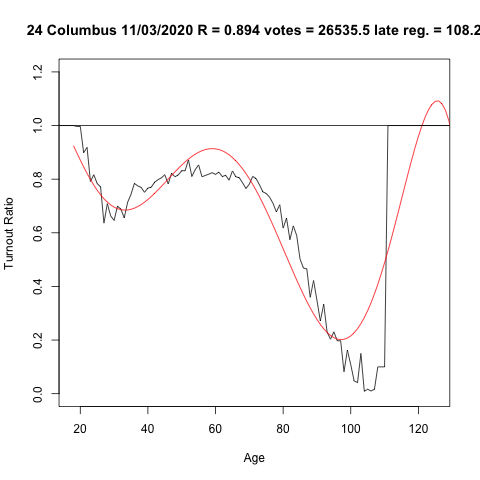 24 Columbus 11/03/2020 R = 0.894 votes = 26535.5 late reg. = 108.2
Turnout Ratio
0.0 0.2 0.4 0.6 0.8 1.0 1.2
20 40 60 80 100 120
Age